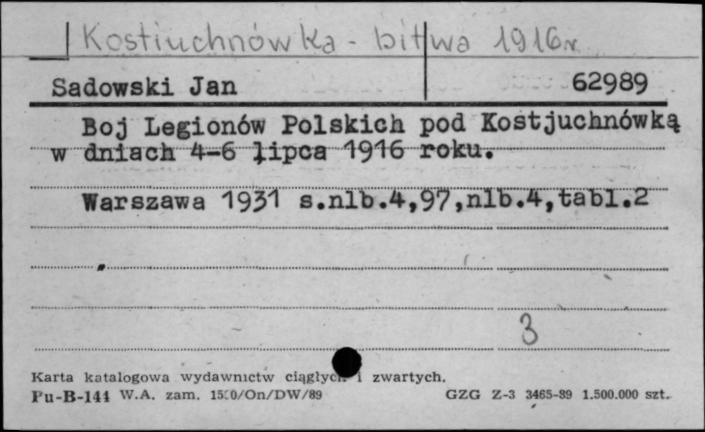 Kostiuchnówka - bitwa 1916r
Sadowski Jan 62989
Boj Legionów Polskich pod Kostjuchnówką
w dniach 4-6 lipca 1916 roku.
Warszawa 1931 s.nlb.4,97,nlb.4,tabl.2
3
Karta katalogowa wydawnictw ciągłych i zwartych.
Pu-B-144 W.A. zam. /On/DW/89 GZG Z-3 3465-89 1.500.000 szt.